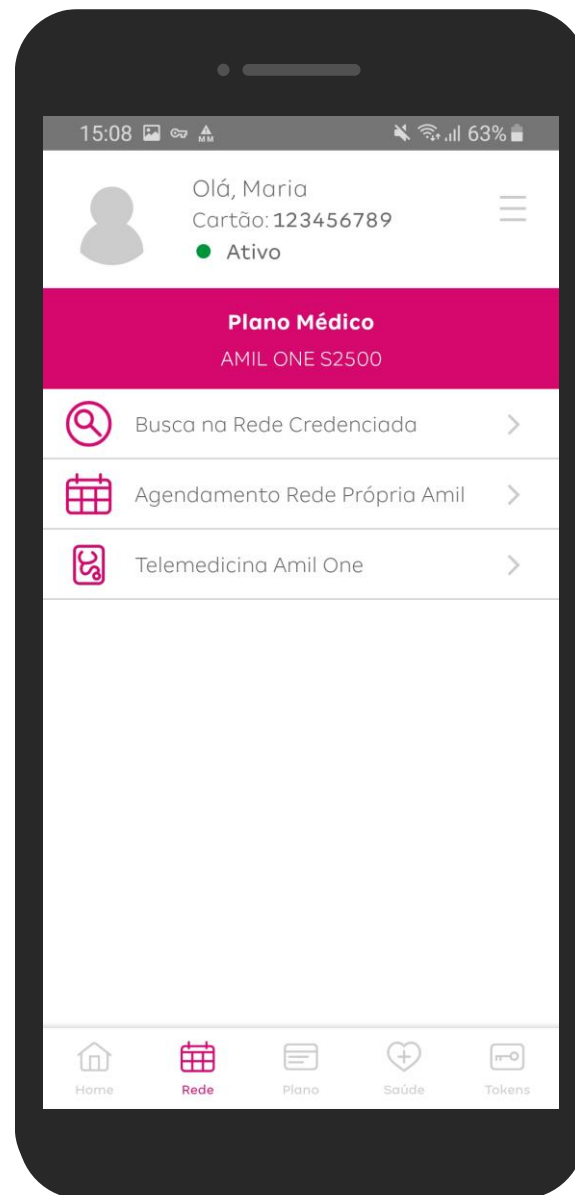 15:08
63%
Olá, Maria
Cartão: 123456789
Ativo
Plano Médico
AMIL ONE S2500
Busca na Rede Credenciada
Agendamento Rede Própria Amil
Telemedicina Amil One
Home
Rede
Plano
Saúde
Tokens